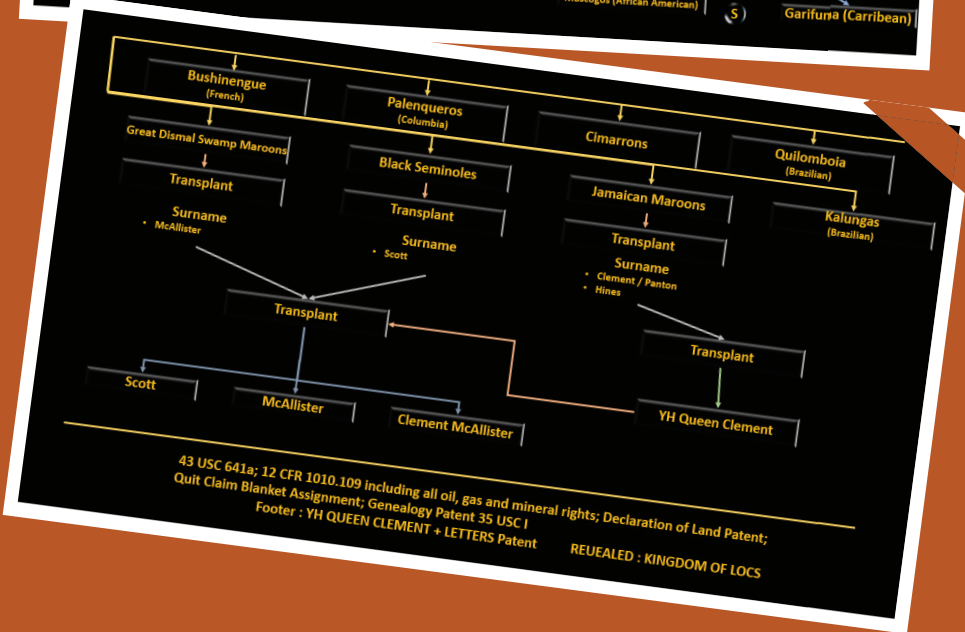 Muscogos (African American)
S
Garifuna (Carribean)
Bushinengue
(French)
Palenqueros
(Columbia)
Cimarrons
Quilomboia
(Brazilian)
Great Dismal Swamp Maroons
Black Seminoles
Jamaican Maroons
Kalungas
(Brazilian)
Transplant
Surname
• McAllister
Transplant
Surname
• Scott
Transplant
Surname
• Clement / Panton
• Hines
Transplant
Transplant
Scott
McAllister
Clement McAllister
YH Queen Clement
43 USC 641a; 12 CFR 1010.109 including all oil, gas and mineral rights; Declaration of Land Patent;
Quit Claim Blanket Assignment; Genealogy Patent 35 USC I
Footer : YH QUEEN CLEMENT + LETTERS Patent
REUEALED : KINGDOM OF LOCS